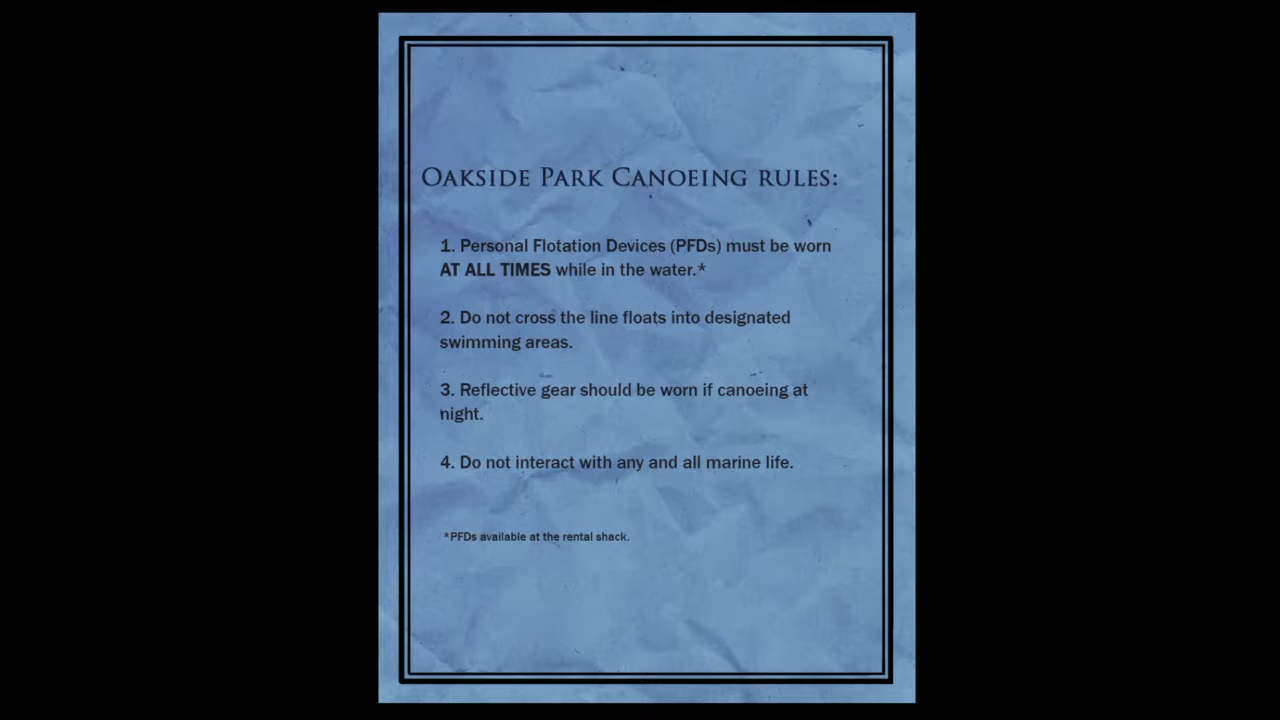 Oakside Park Canoeing rules:
1. Personal Flotation Devices (PFDs) must be worn
AT ALL TIMES while in the water.*
2. Do not cross the line floats into designated
swimming areas.
3. Reflective gear should be worn if canoeing at
night.
4. Do not interact with any and all marine life.
*PFDs available at the rental shack.